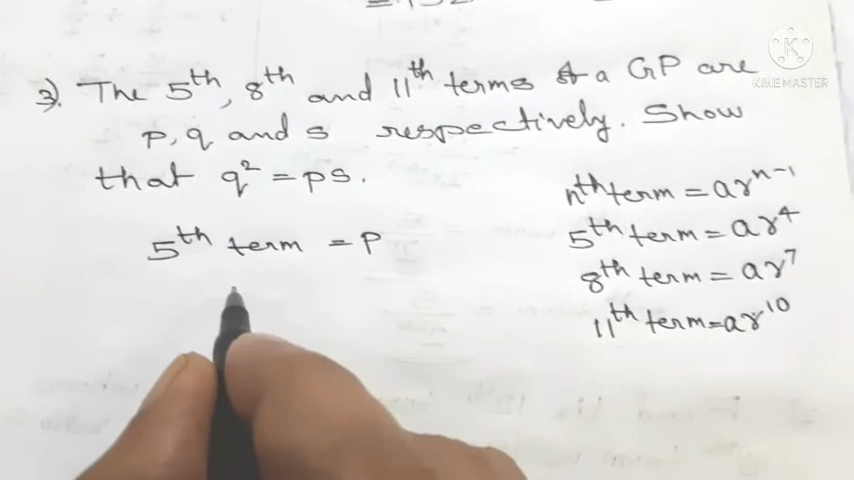 3). The 5th, 8th and 11th terms of a GP are
p, q and s respectively. Show
that q² = ps.
5th term = p
nth term = ar^n-1
5th term = ar⁴
8th term = ar⁷
11th term = ar¹⁰
KINEMASTER